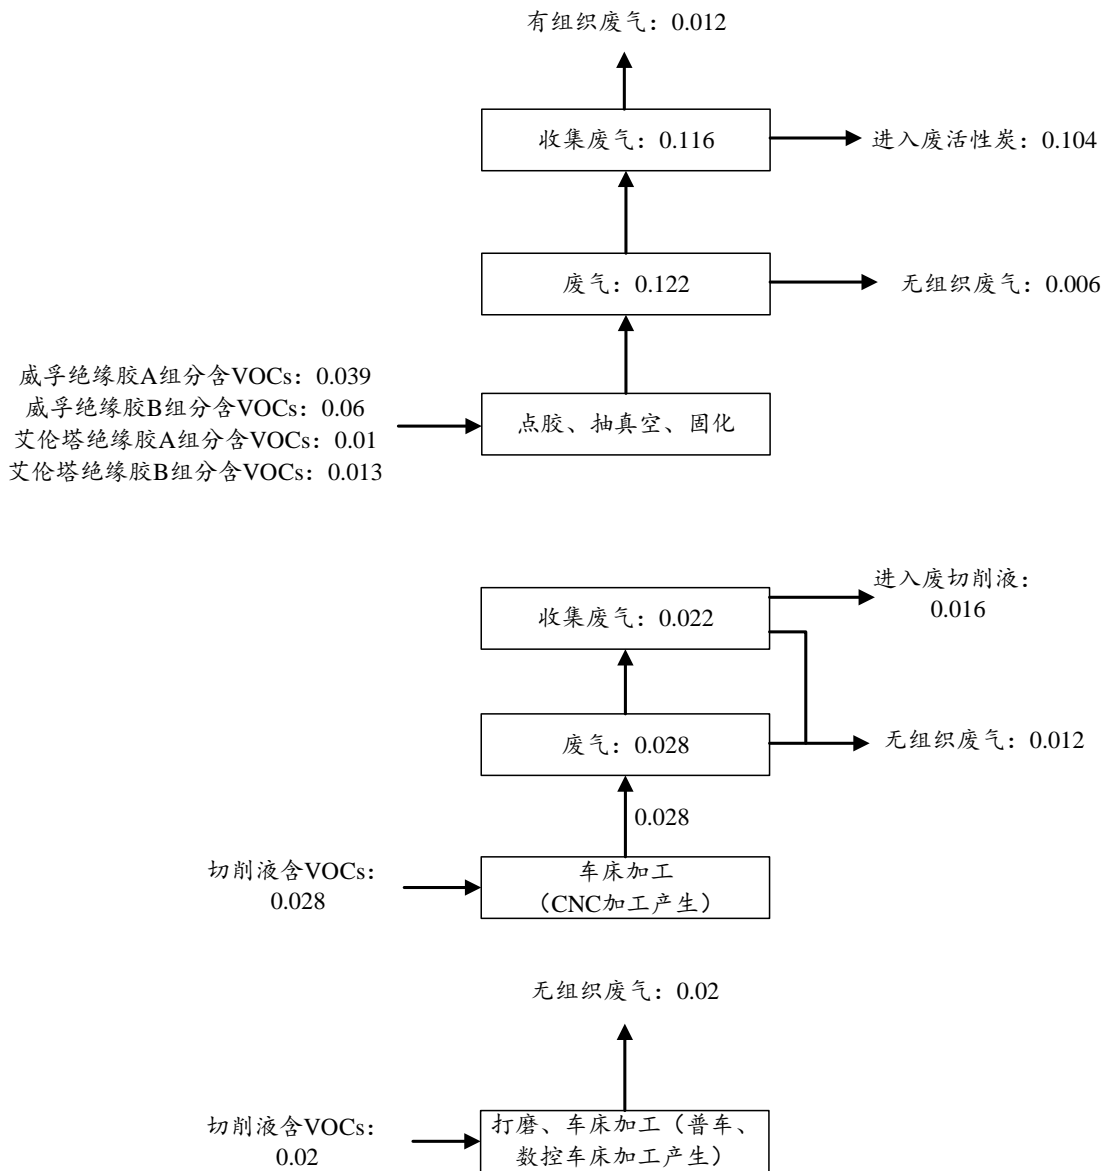 有组织废气：0.012
收集废气：0.116
进入废活性炭：0.104
废气：0.122
无组织废气：0.006
威孚绝缘胶A组分含VOCs：0.039
威孚绝缘胶B组分含VOCs：0.06
艾伦塔绝缘胶A组分含VOCs：0.01
艾伦塔绝缘胶B组分含VOCs：0.013
点胶、抽真空、固化
进入废切削液：
0.016
收集废气：0.022
废气：0.028
无组织废气：0.012
0.028
切削液含VOCs：
0.028
车床加工
（CNC加工产生）
无组织废气：0.02
切削液含VOCs：
0.02
打磨、车床加工（普车、
数控车床加工产生）